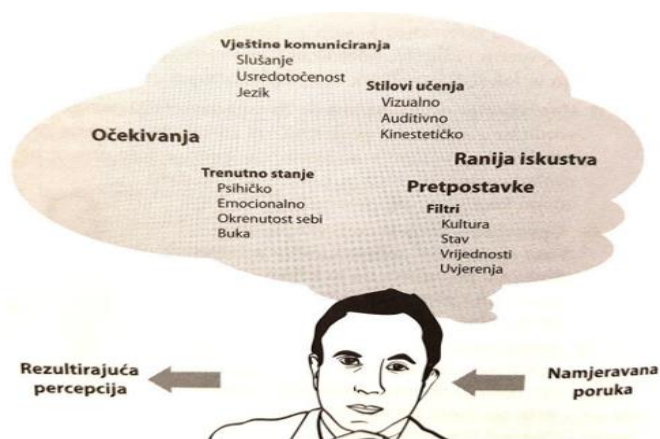 Vještine komuniciranja
Slušanje
Usredotočenost
Jezik
Stilovi učenja
Vizualno
Auditivno
Kinestetičko
Očekivanja
Ranija iskustva
Trenutno stanje
Psihičko
Emocionalno
Okrenutost sebi
Buka
Pretpostavke
Filtri
Kultura
Stav
Vrijednosti
Uvjerenja
Rezultirajuća
percepcija
Namjeravana
poruka